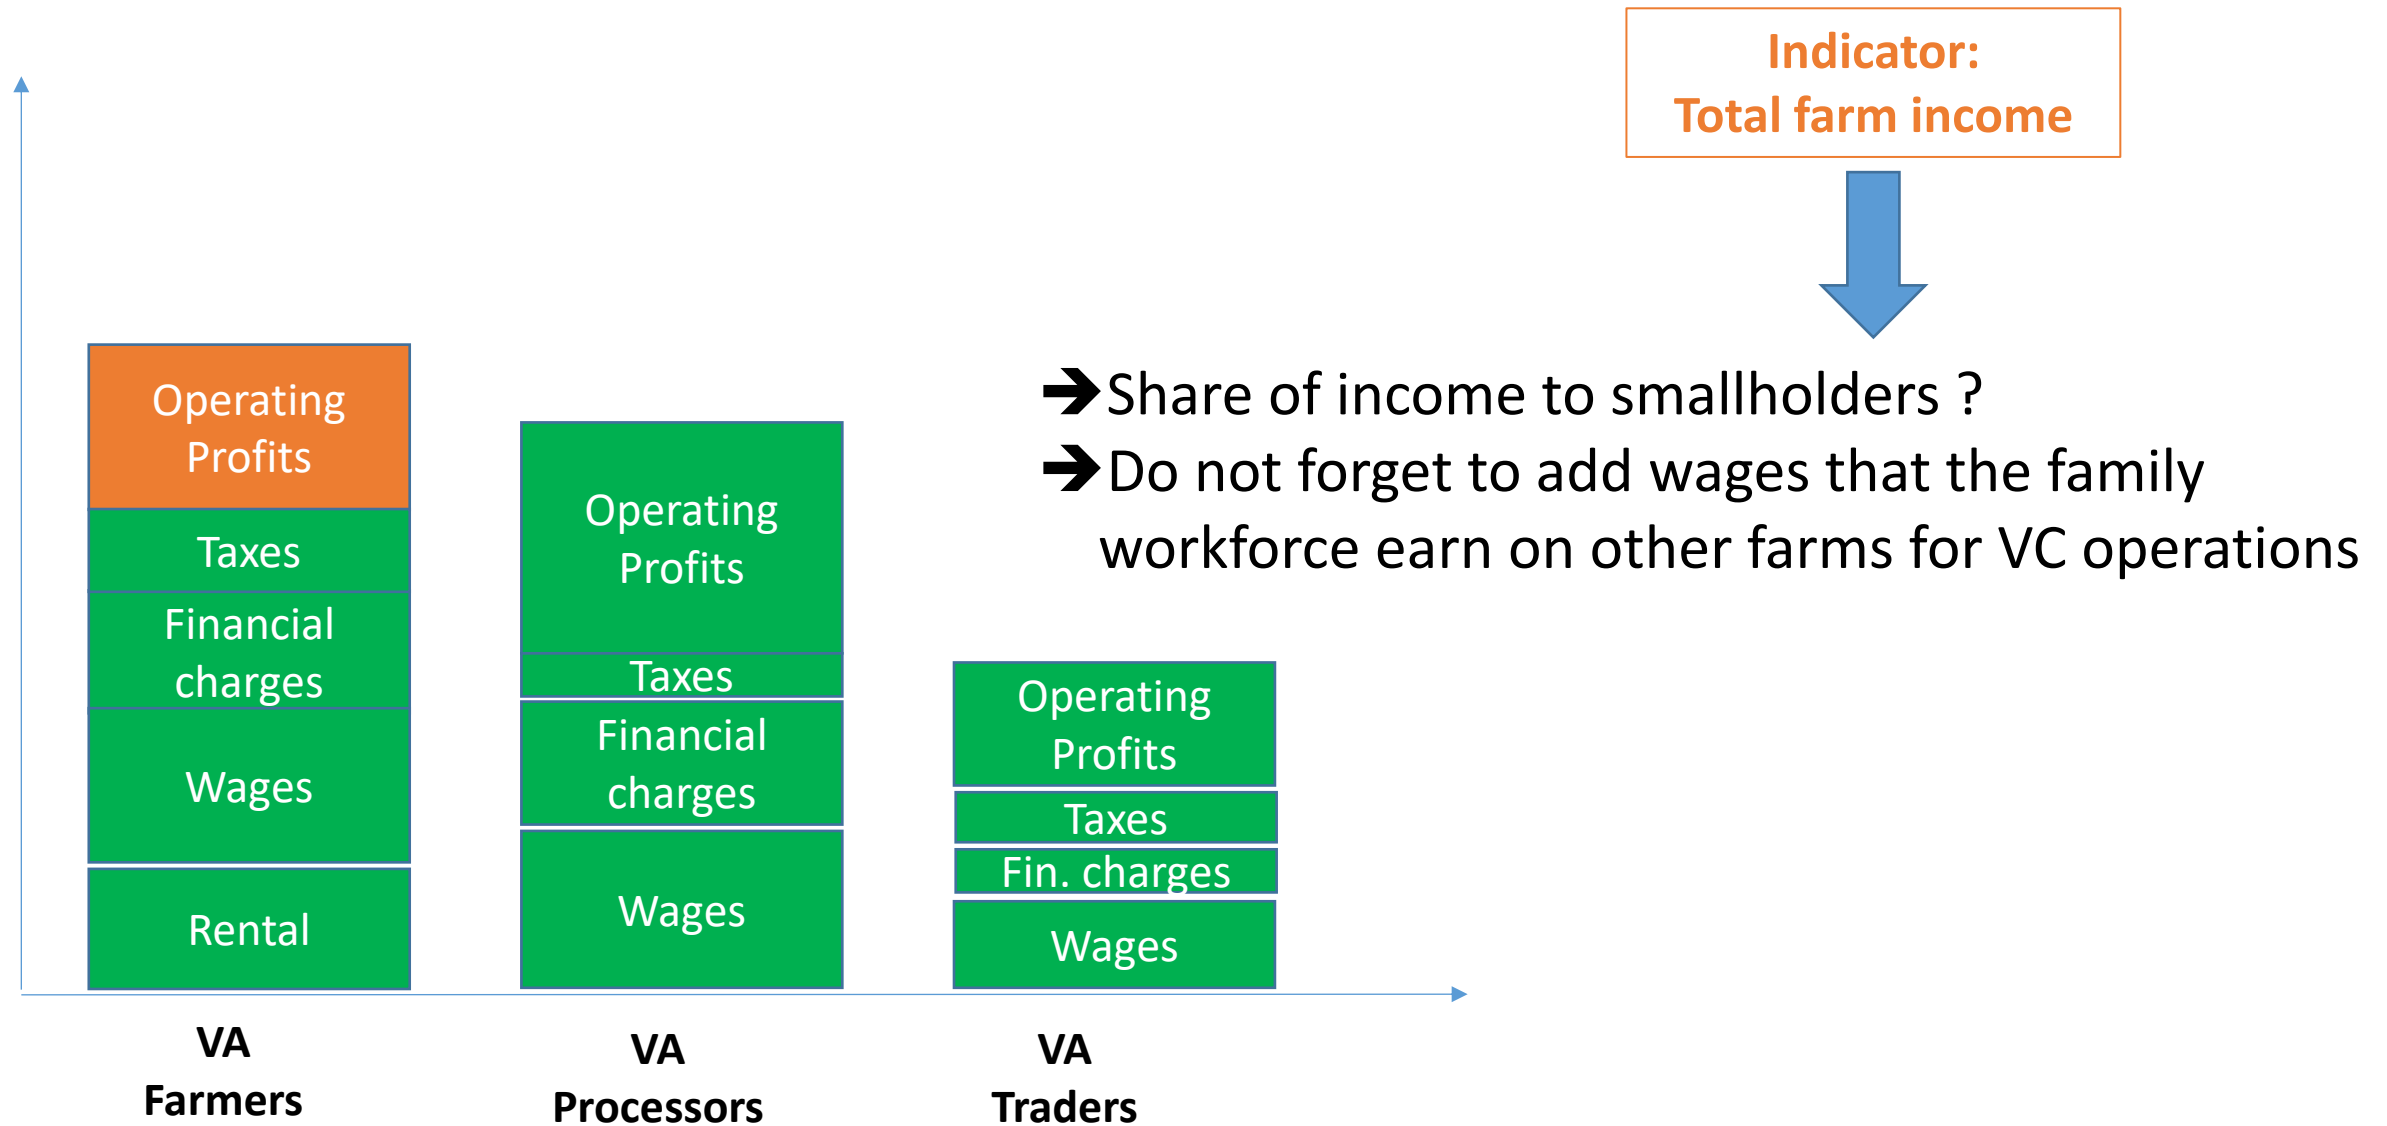 Indicator:
Total farm income
➔Share of income to smallholders ?
➔Do not forget to add wages that the family
workforce earn on other farms for VC operations
Operating
Profits
Taxes
Financial
charges
Wages
Rental
VA
Farmers
Operating
Profits
Taxes
Financial
charges
Wages
VA
Processors
Operating
Profits
Taxes
Fin. charges
Wages
VA
Traders